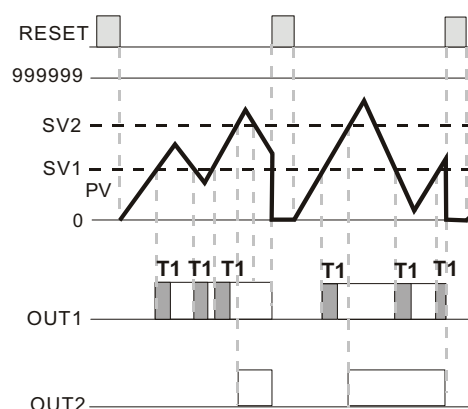 RESET
999999
SV2
SV1
PV
0
T1 T1 T1 T1 T1 T1
OUT1
OUT2